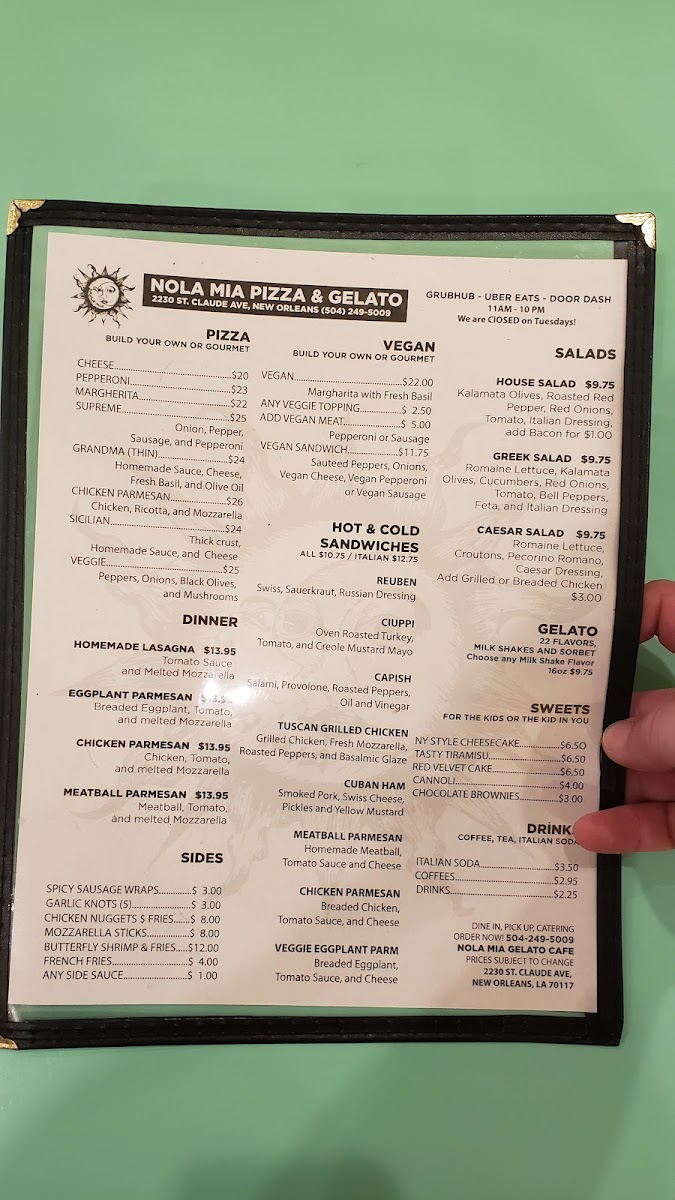 NOLA MIA PIZZA & GELATO
2230 ST. CLAUDE AVE, NEW ORLEANS (504) 249-5009
GRUBHUB - UBER EATS - DOOR DASH
11AM - 10 PM
We are ClOSED on Tuesdays!
PIZZA
BUILD YOUR OWN OR GOURMET
CHEESE...$20
PEPPERONI...$23
MARGHERITA...$22
SUPREME...$25
Onion, Pepper,
Sausage, and Pepperoni
GRANDMA (THIN)...$24
Homemade Sauce, Cheese,
Fresh Basil, and Olive Oil
CHICKEN PARMESAN...$26
Chicken, Ricotta, and Mozzarella
SICILIAN...$24
Thick crust,
Homemade Sauce, and Cheese
VEGGIE...$25
Peppers, Onions, Black Olives,
and Mushrooms
DINNER
HOMEMADE LASAGNA $13.95
Tomato Sauce
and Melted Mozzarella
EGGPLANT PARMESAN $13.95
Breaded Eggplant, Tomato,
and melted Mozzarella
CHICKEN PARMESAN $13.95
Chicken, Tomato,
and melted Mozzarella
MEATBALL PARMESAN $13.95
Meatball, Tomato,
and melted Mozzarella
SIDES
SPICY SAUSAGE WRAPS...$ 3.00
GARLIC KNOTS (5)...$ 3.00
CHICKEN NUGGETS $ FRIES...$ 8.00
MOZZARELLA STICKS...$ 8.00
BUTTERFLY SHRIMP & FRIES...$12.00
FRENCH FRIES...$ 4.00
ANY SIDE SAUCE...$ 1.00
VEGAN
BUILD YOUR OWN OR GOURMET
VEGAN...$22.00
Margharita with Fresh Basil
ANY VEGGIE TOPPING...$ 2.50
ADD VEGAN MEAT...$ 5.00
Pepperoni or Sausage
VEGAN SANDWICH...$11.75
Sauteed Peppers, Onions,
Vegan Cheese, Vegan Pepperoni
or Vegan Sausage
HOT & COLD
SANDWICHES
ALL $10.75 / ITALIAN $12.75
REUBEN
Swiss, Sauerkraut, Russian Dressing
CIUPPI
Oven Roasted Turkey,
Tomato, and Creole Mustard Mayo
CAPISH
Salami, Provolone, Roasted Peppers,
Oil and Vinegar
TUSCAN GRILLED CHICKEN
Grilled Chicken, Fresh Mozzarella,
Roasted Peppers, and Basalmic Glaze
CUBAN HAM
Smoked Pork, Swiss Cheese,
Pickles and Yellow Mustard
MEATBALL PARMESAN
Homemade Meatball,
Tomato Sauce and Cheese
CHICKEN PARMESAN
Breaded Chicken,
Tomato Sauce, and Cheese
VEGGIE EGGPLANT PARM
Breaded Eggplant,
Tomato Sauce, and Cheese
SALADS
HOUSE SALAD $9.75
Kalamata Olives, Roasted Red
Pepper, Red Onions,
Tomato, Italian Dressing,
add Bacon for $1.00
GREEK SALAD $9.75
Romaine Lettuce, Kalamata
Olives, Cucumbers, Red Onions,
Tomato, Bell Peppers,
Feta, and Italian Dressing
CAESAR SALAD $9.75
Romaine Lettuce,
Croutons, Pecorino Romano,
Caesar Dressing,
Add Grilled or Breaded Chicken
$3.00
GELATO
22 FLAVORS,
MILK SHAKES AND SORBET
Choose any Milk Shake Flavor
16oz $9.75
SWEETS
FOR THE KIDS OR THE KID IN YOU
NY STYLE CHEESECAKE...$6.50
TASTY TIRAMISU...$6.50
RED VELVET CAKE...$6.50
CANNOLI...$4.00
CHOCOLATE BROWNIES...$3.00
DRINK
COFFEE, TEA, ITALIAN SODA
ITALIAN SODA...$3.50
COFFEES...$2.95
DRINKS...$2.25
DINE IN, PICK UP, CATERING
ORDER NOW! 504-249-5009
NOLA MIA GELATO CAFE
PRICES SUBJECT TO CHANGE
2230 ST. CLAUDE AVE,
NEW ORLEANS, LA 70117